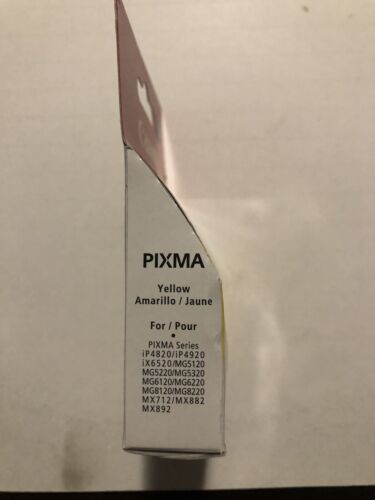 PIXMA
Yellow
Amarillo / Jaune
For / Pour
•
PIXMA Series
iP4820/iP4920
iX6520/MG5120
MG5220/MG5320
MG6120/MG6220
MG8120/MG8220
MX712/MX882
MX892